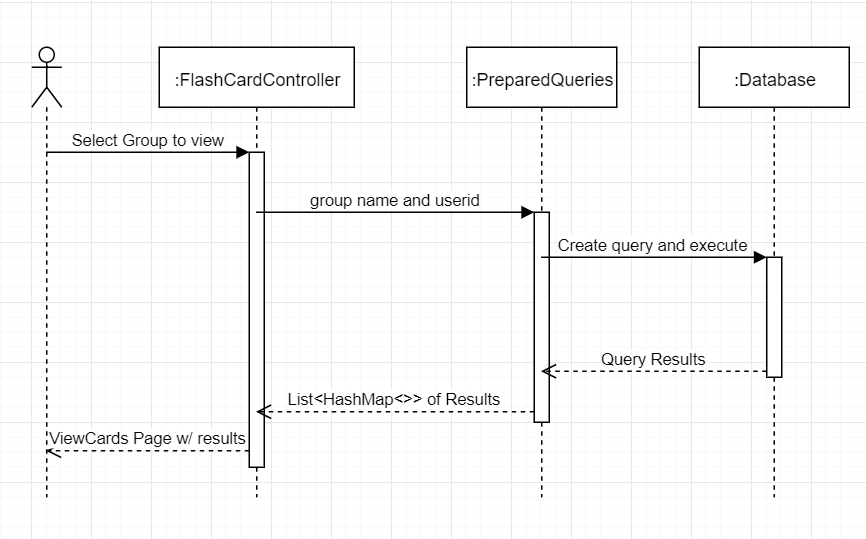 :FlashCardController
:PreparedQueries
:Database
Select Group to view
group name and userid
Create query and execute
Query Results
List<HashMap<>> of Results
ViewCards Page w/ results